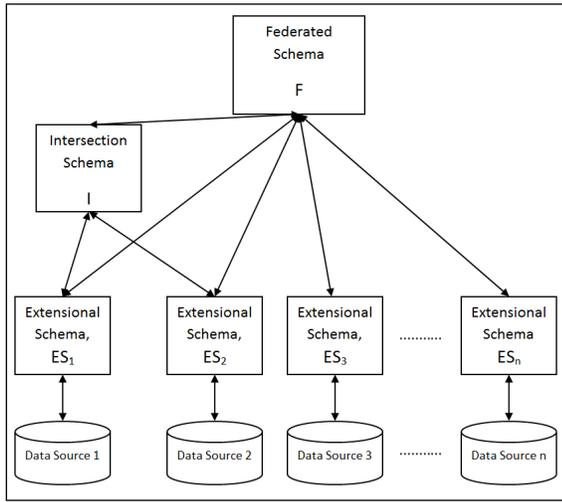 Federated
Schema
F
Intersection
Schema
I
Extensional
Schema,
ES₁
Extensional
Schema,
ES₂
Extensional
Schema,
ES₃
...........
Extensional
Schema
ESₙ
Data Source 1
Data Source 2
Data Source 3
...........
Data Source n